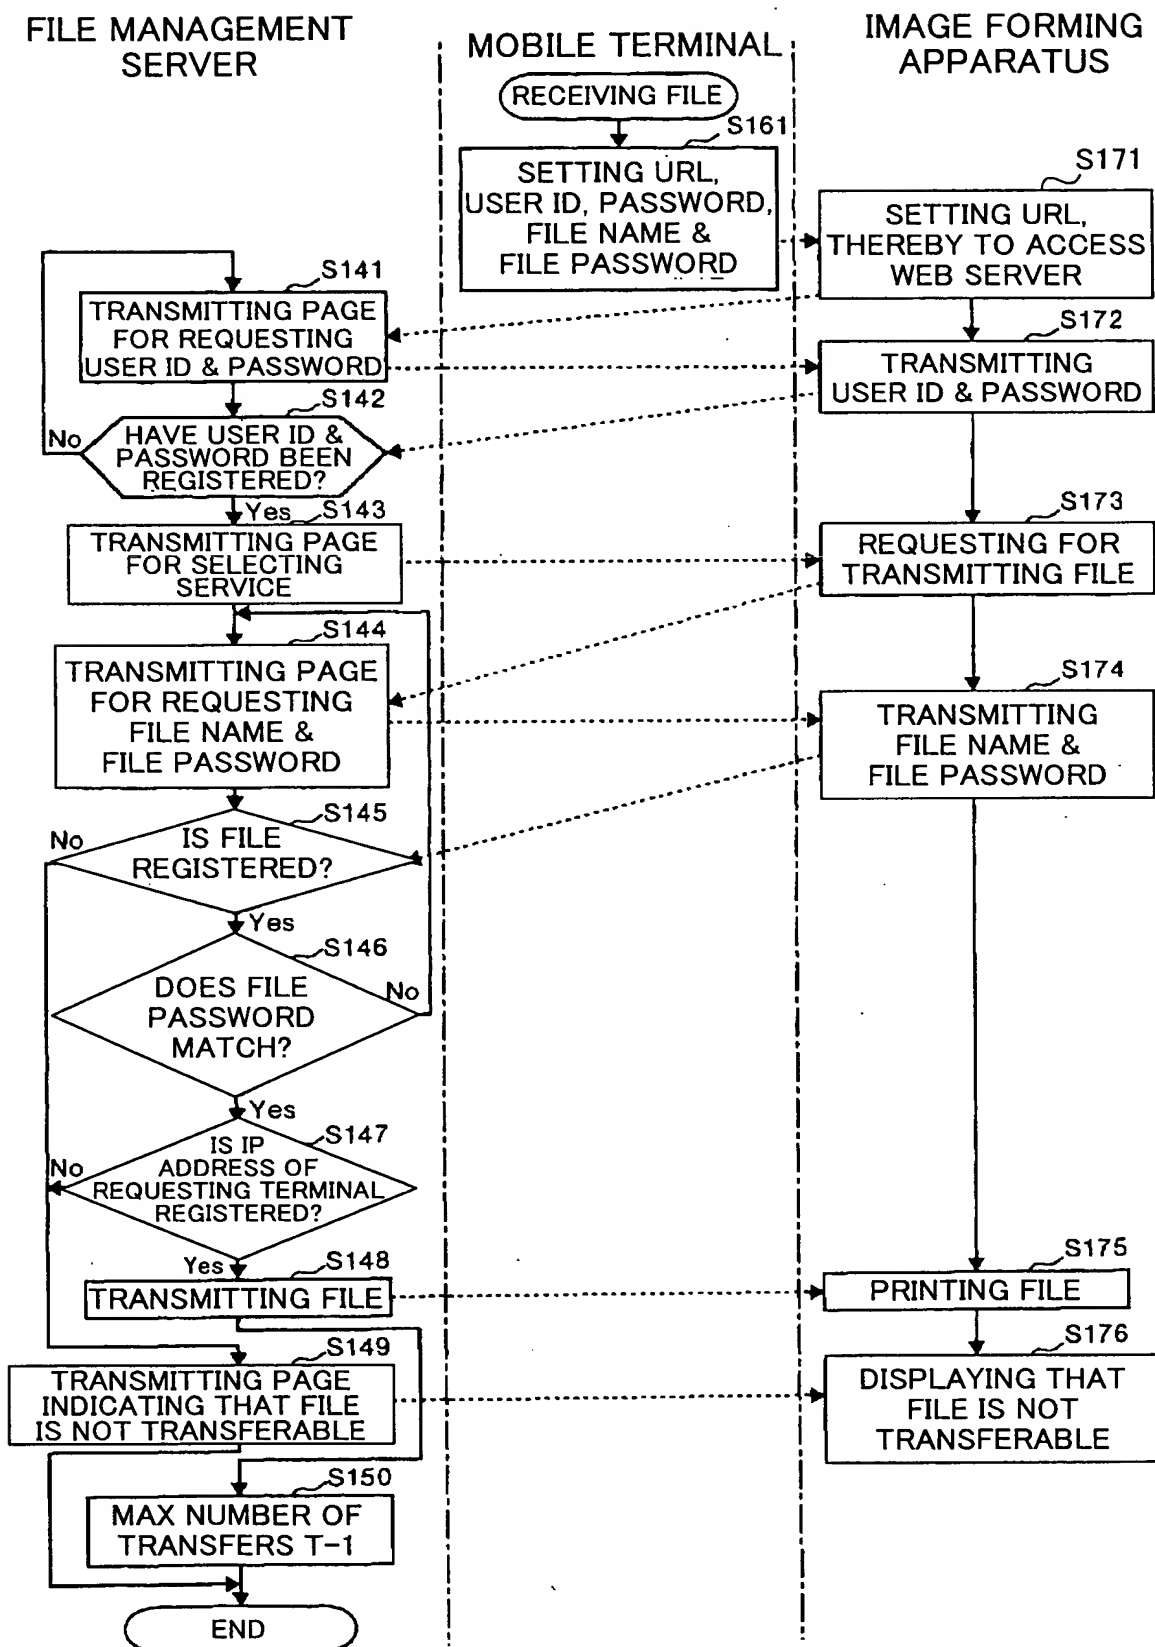 FILE MANAGEMENT
SERVER
MOBILE TERMINAL
IMAGE FORMING
APPARATUS
RECEIVING FILE
S161
SETTING URL,
USER ID, PASSWORD,
FILE NAME &
FILE PASSWORD
S171
SETTING URL,
THEREBY TO ACCESS
WEB SERVER
S141
TRANSMITTING PAGE
FOR REQUESTING
USER ID & PASSWORD
S172
TRANSMITTING
USER ID & PASSWORD
S142
No
HAVE USER ID &
PASSWORD BEEN
REGISTERED?
Yes
S143
TRANSMITTING PAGE
FOR SELECTING
SERVICE
S173
REQUESTING FOR
TRANSMITTING FILE
S144
TRANSMITTING PAGE
FOR REQUESTING
FILE NAME &
FILE PASSWORD
S174
TRANSMITTING
FILE NAME &
FILE PASSWORD
S145
No
IS FILE
REGISTERED?
Yes
S146
DOES FILE
PASSWORD
MATCH?
No
Yes
S147
No
IS IP
ADDRESS OF
REQUESTING TERMINAL
REGISTERED?
Yes
S148
TRANSMITTING FILE
S175
PRINTING FILE
S149
TRANSMITTING PAGE
INDICATING THAT FILE
IS NOT TRANSFERABLE
S176
DISPLAYING THAT
FILE IS NOT
TRANSFERABLE
S150
MAX NUMBER OF
TRANSFERS T-1
END